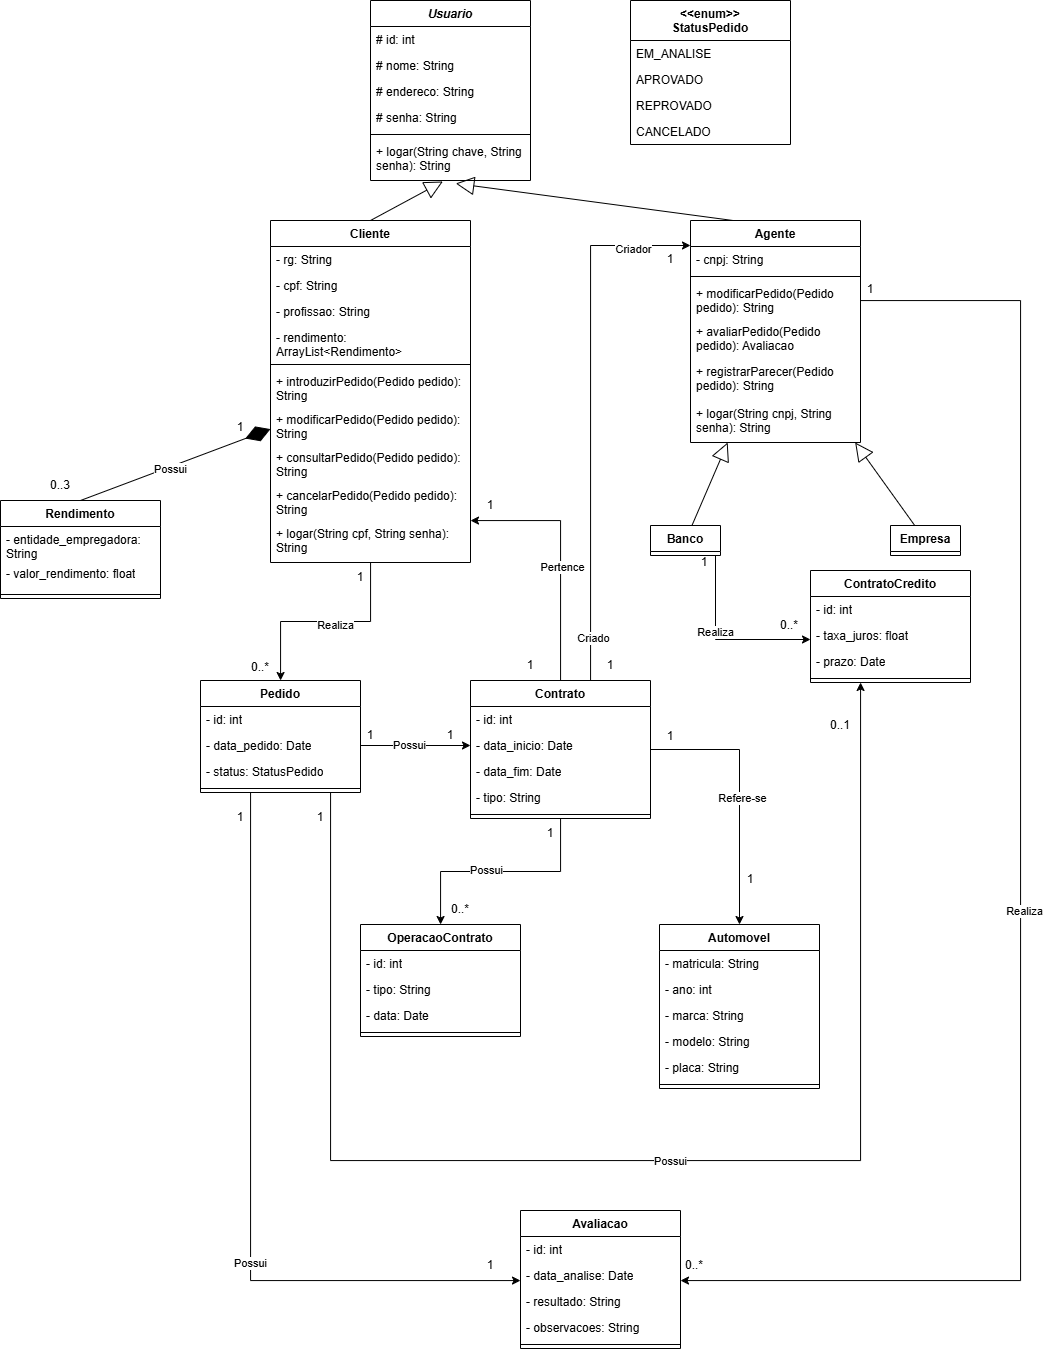 Usuario
# id: int
# nome: String
# endereco: String
# senha: String
+ logar(String chave, String
senha): String
<<enum>>
StatusPedido
EM_ANALISE
APROVADO
REPROVADO
CANCELADO
Cliente
- rg: String
- cpf: String
- profissao: String
- rendimento:
ArrayList<Rendimento>
+ introduzirPedido(Pedido pedido):
String
+ modificarPedido(Pedido pedido):
String
+ consultarPedido(Pedido pedido):
String
+ cancelarPedido(Pedido pedido):
String
+ logar(String cpf, String senha):
String
Criador
1
Agente
- cnpj: String
+ modificarPedido(Pedido
pedido): String
+ avaliarPedido(Pedido
pedido): Avaliacao
+ registrarParecer(Pedido
pedido): String
+ logar(String cnpj, String
senha): String
1
1
Possui
0..3
Rendimento
- entidade_empregadora:
String
- valor_rendimento: float
1
Pertence
1
Criado
1
Banco
Empresa
1
Realiza
0..*
ContratoCredito
- id: int
- taxa_juros: float
- prazo: Date
0..1
1
Realiza
0..*
Pedido
- id: int
- data_pedido: Date
- status: StatusPedido
1
Possui
1
Contrato
- id: int
- data_inicio: Date
- data_fim: Date
- tipo: String
1
Refere-se
1
1
1
1
Possui
0..*
OperacaoContrato
- id: int
- tipo: String
- data: Date
Automovel
- matricula: String
- ano: int
- marca: String
- modelo: String
- placa: String
Realiza
Possui
Possui
1
0..*
Avaliacao
- id: int
- data_analise: Date
- resultado: String
- observacoes: String